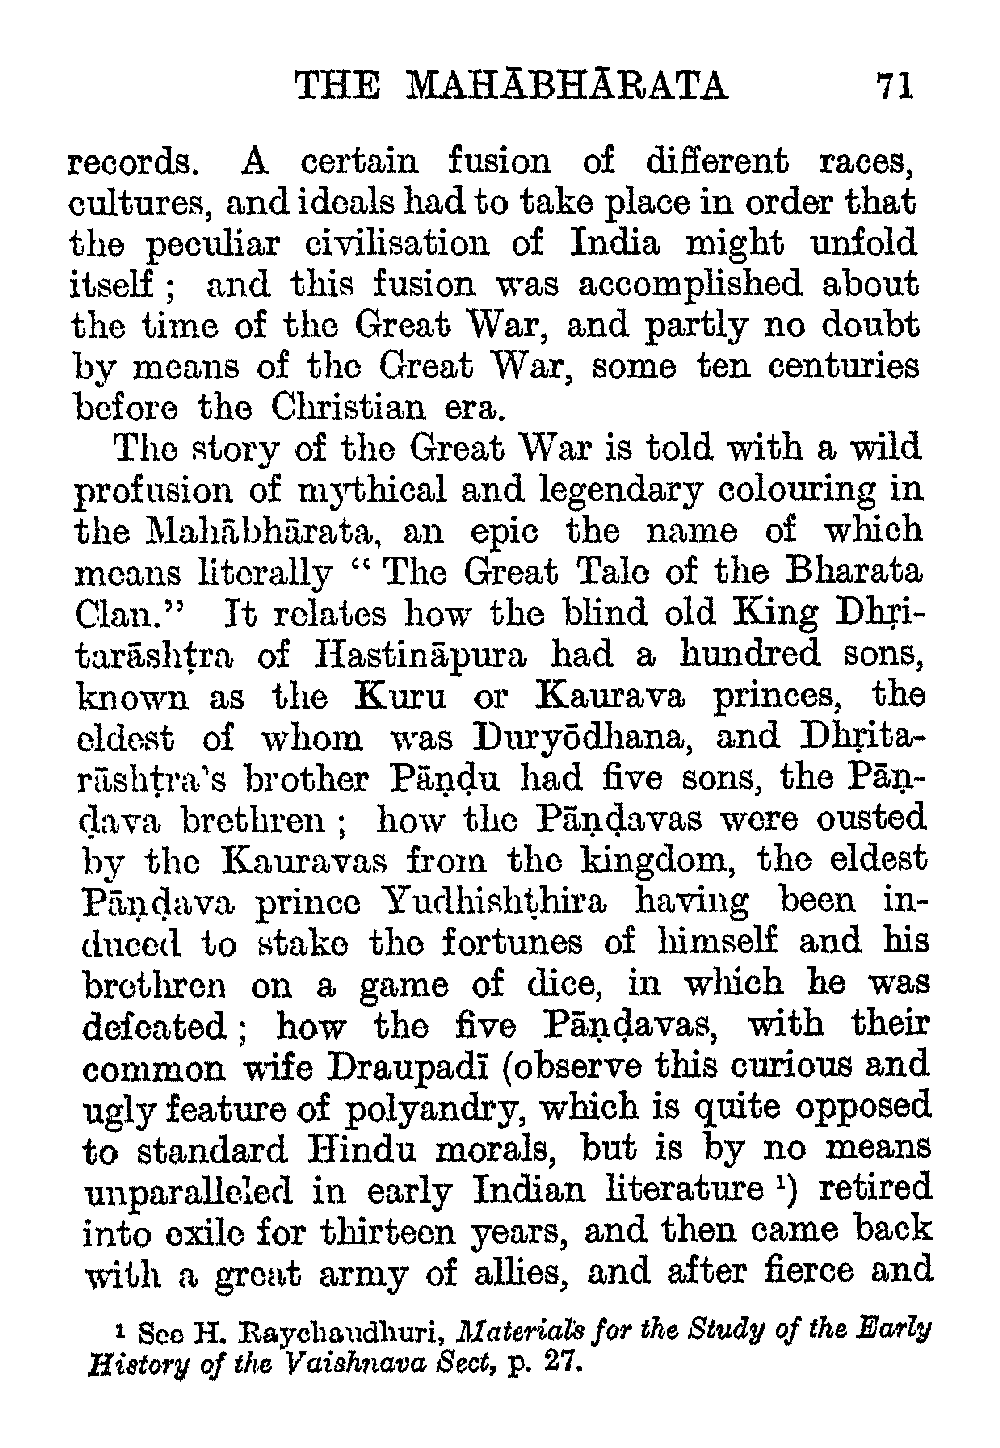 THE MAHĀBHĀRATA 71
records. A certain fusion of different races,
cultures, and ideals had to take place in order that
the peculiar civilisation of India might unfold
itself ; and this fusion was accomplished about
the time of the Great War, and partly no doubt
by means of the Great War, some ten centuries
before the Christian era.
The story of the Great War is told with a wild
profusion of mythical and legendary colouring in
the Mahābhārata, an epic the name of which
means literally “ The Great Tale of the Bharata
Clan.” It relates how the blind old King Dhṛi-
tarāshṭra of Hastināpura had a hundred sons,
known as the Kuru or Kaurava princes, the
eldest of whom was Duryōdhana, and Dhṛita-
rāshṭra's brother Pāṇḍu had five sons, the Pāṇ-
ḍava brethren ; how the Pāṇḍavas were ousted
by the Kauravas from the kingdom, the eldest
Pāṇḍava prince Yudhishṭhira having been in-
duced to stake the fortunes of himself and his
brethren on a game of dice, in which he was
defeated ; how the five Pāṇḍavas, with their
common wife Draupadī (observe this curious and
ugly feature of polyandry, which is quite opposed
to standard Hindu morals, but is by no means
unparalleled in early Indian literature ¹) retired
into exile for thirteen years, and then came back
with a great army of allies, and after fierce and
¹ See H. Raychaudhuri, Materials for the Study of the Early
History of the Vaishnava Sect, p. 27.